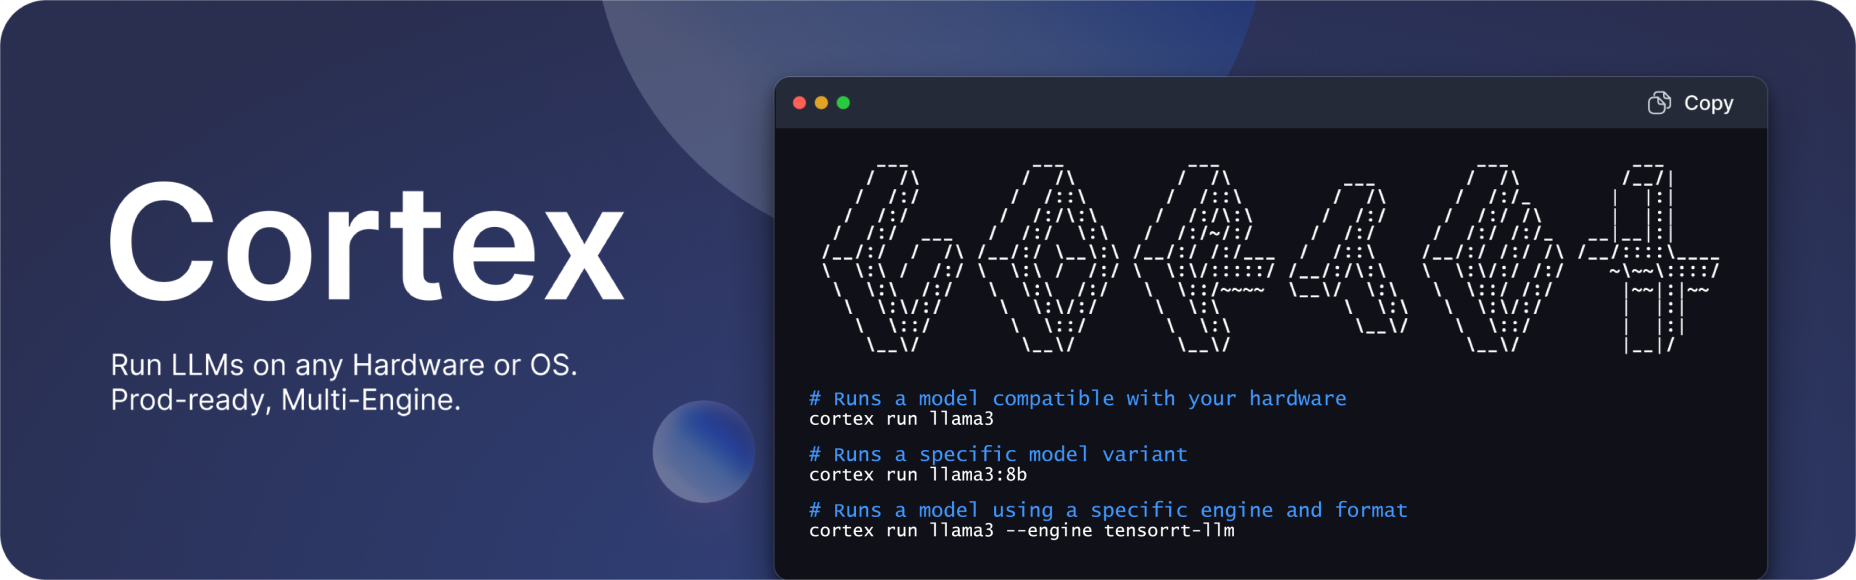 Cortex
Run LLMs on any Hardware or OS.
Prod-ready, Multi-Engine.
Copy
# Runs a model compatible with your hardware
cortex run llama3
# Runs a specific model variant
cortex run llama3:8b
# Runs a model using a specific engine and format
cortex run llama3 --engine tensorrt-llm